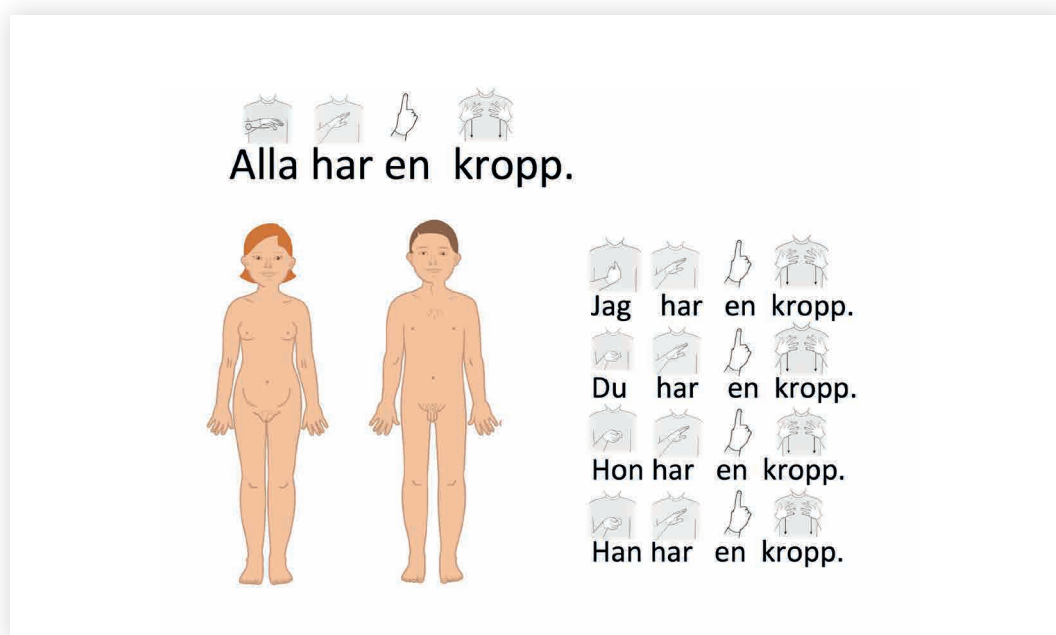 Alla har en kropp.
Jag har en kropp.
Du har en kropp.
Hon har en kropp.
Han har en kropp.